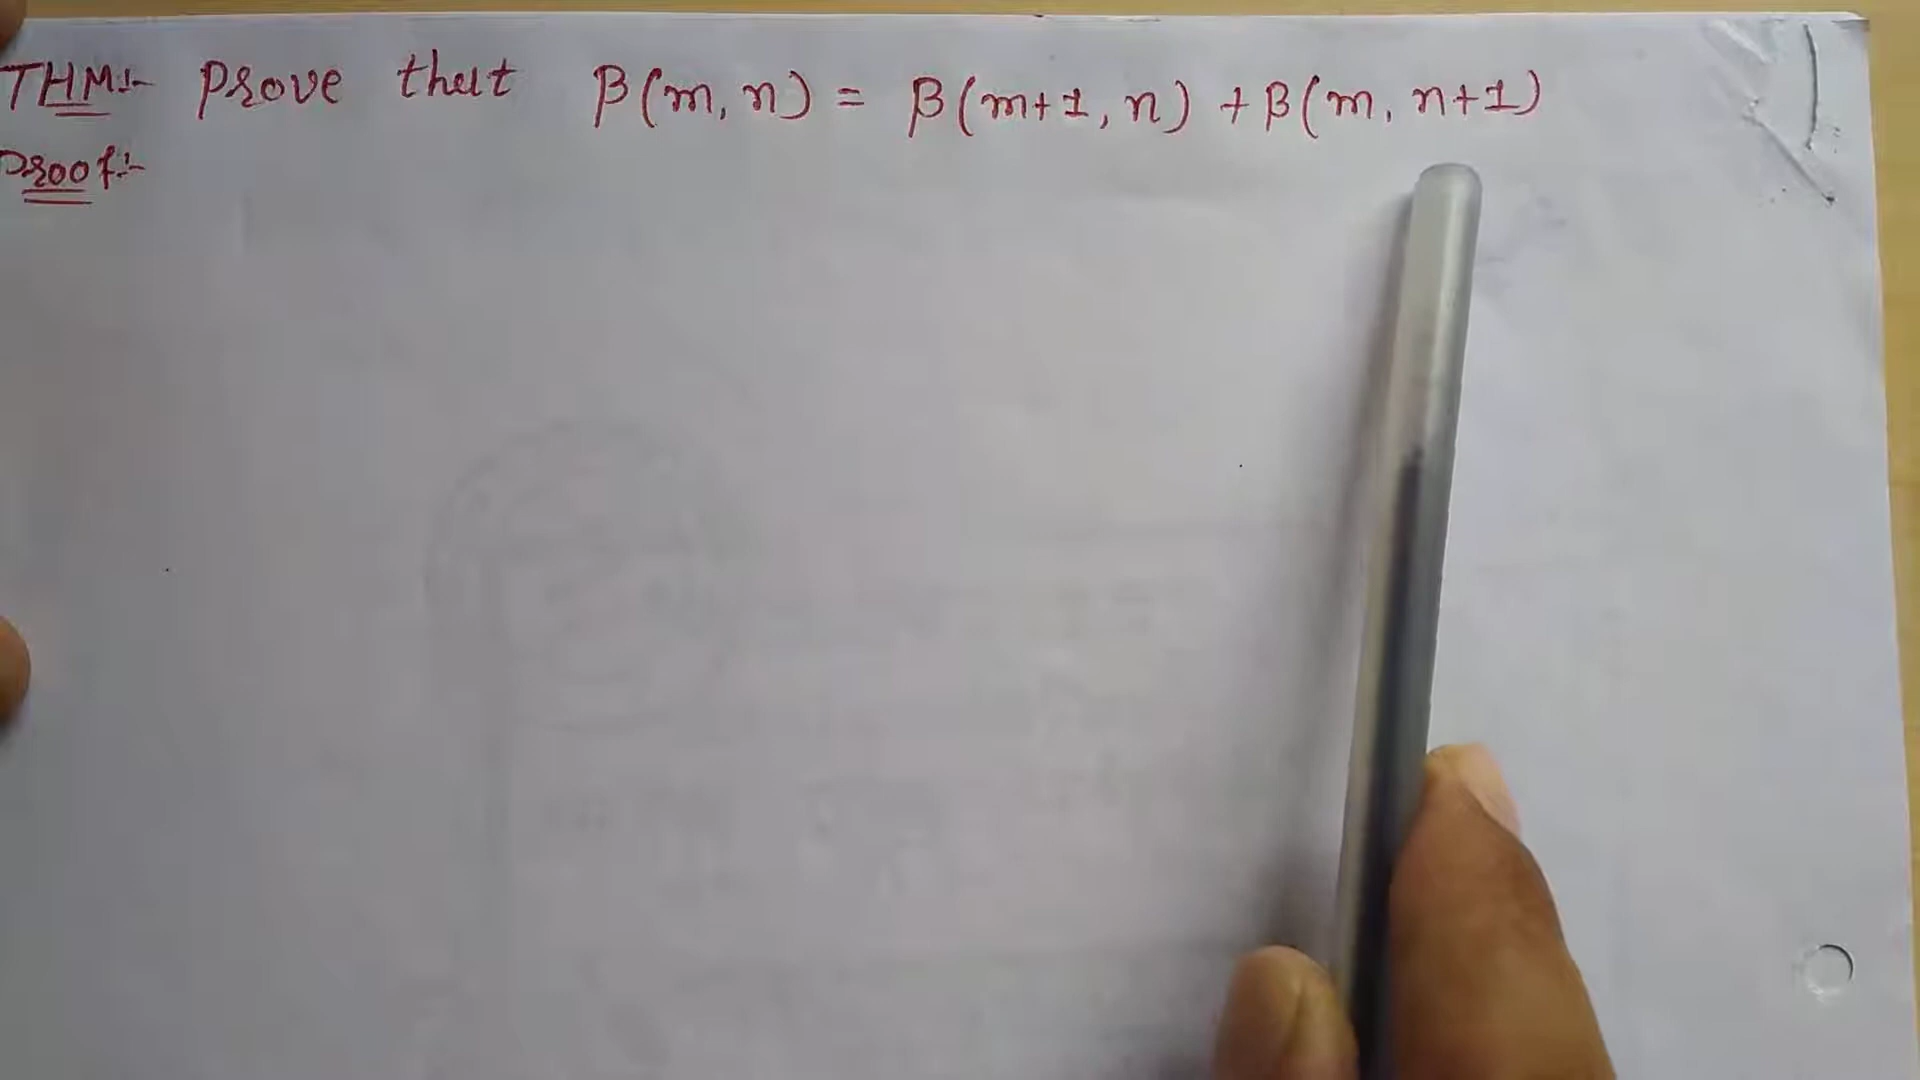 THM:- Prove that β(m, n) = β(m+1, n) + β(m, n+1)
Proof:-